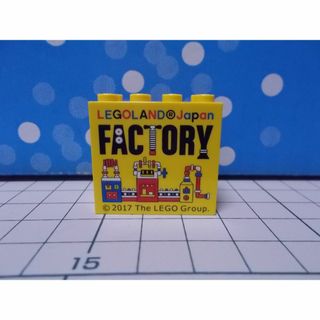 LEGOLAND®Japan
FACTORY
©2017 The LEGO Group.
15